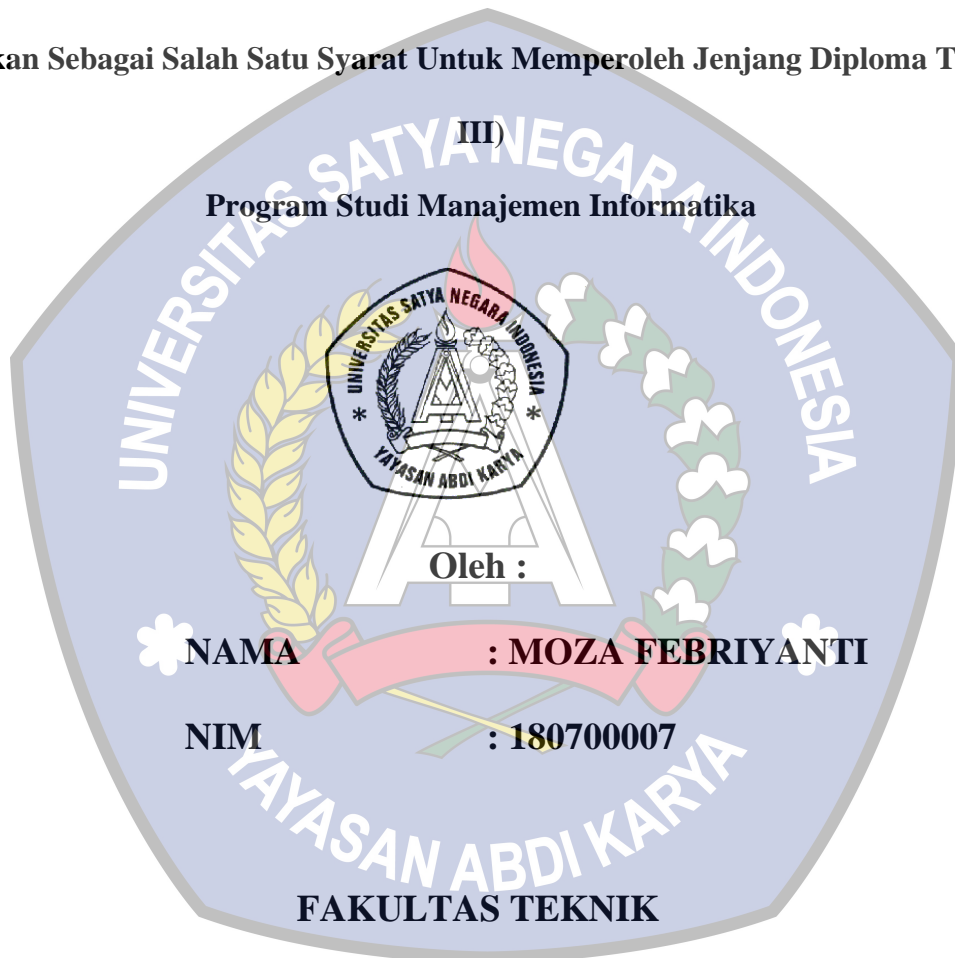 kan Sebagai Salah Satu Syarat Untuk Memperoleh Jenjang Diploma T
III)
Program Studi Manajemen Informatika
UNIVERSITAS SATYA NEGARA INDONESIA
UNIVERSITAS SATYA NEGARA INDONESIA
* *
YAYASAN ABDI KARYA
Oleh :
NAMA : MOZA FEBRIYANTI
NIM : 180700007
YAYASAN ABDI KARYA
FAKULTAS TEKNIK